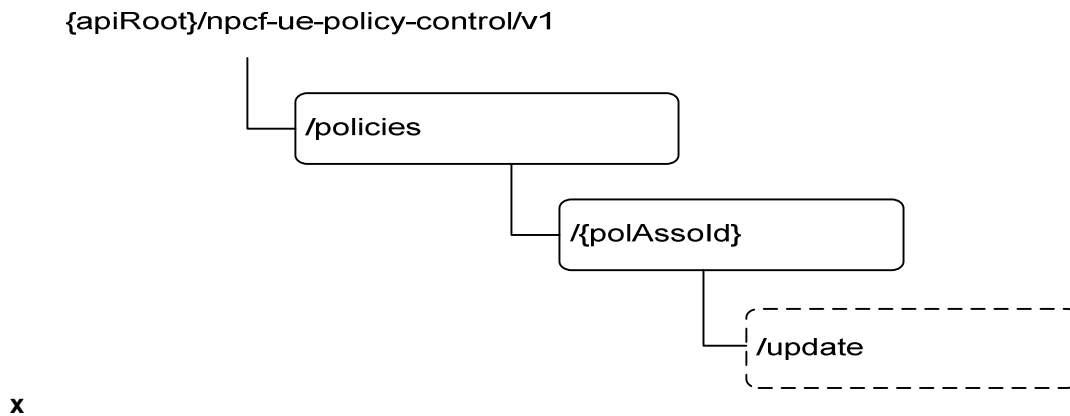 {apiRoot}/npcf-ue-policy-control/v1
/policies
/{polAssoId}
/update
x